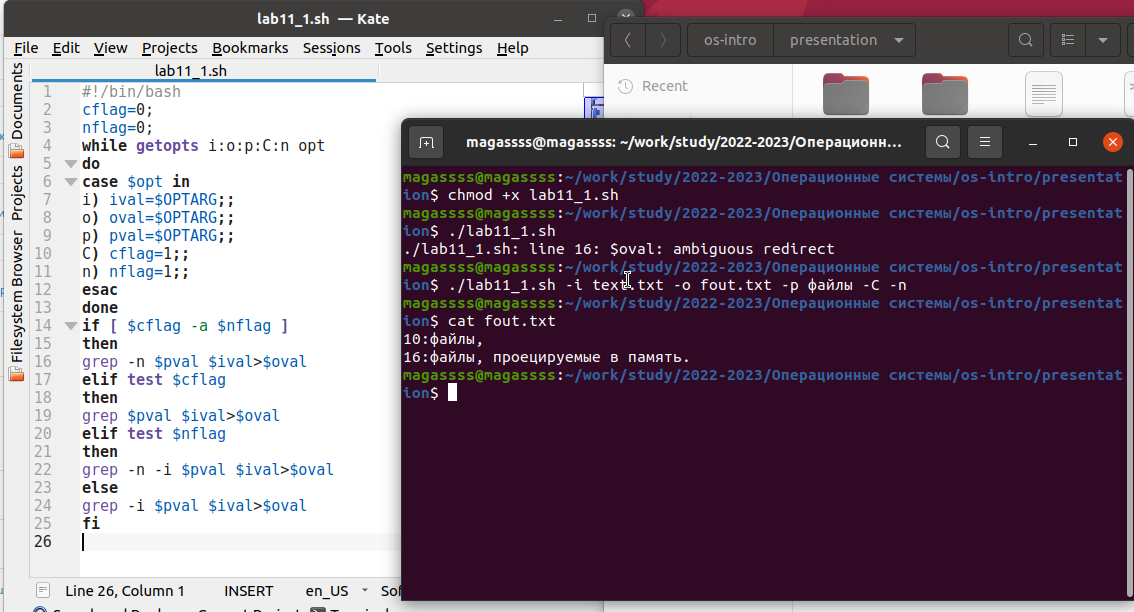 lab11_1.sh — Kate
File Edit View Projects Bookmarks Sessions Tools Settings Help
lab11_1.sh
Documents
Projects
Filesystem Browser
1 #!/bin/bash
2 cflag=0;
3 nflag=0;
4 while getopts i:o:p:C:n opt
5 do
6 case $opt in
7 i) ival=$OPTARG;;
8 o) oval=$OPTARG;;
9 p) pval=$OPTARG;;
10 C) cflag=1;;
11 n) nflag=1;;
12 esac
13 done
14 if [ $cflag -a $nflag ]
15 then
16 grep -n $pval $ival>$oval
17 elif test $cflag
18 then
19 grep $pval $ival>$oval
20 elif test $nflag
21 then
22 grep -n -i $pval $ival>$oval
23 else
24 grep -i $pval $ival>$oval
25 fi
26
Line 26, Column 1 INSERT en_US
os-intro presentation
Recent
magassss@magassss: ~/work/study/2022-2023/Операционн...
magassss@magassss:~/work/study/2022-2023/Операционные системы/os-intro/presentat
ion$ chmod +x lab11_1.sh
magassss@magassss:~/work/study/2022-2023/Операционные системы/os-intro/presentat
ion$ ./lab11_1.sh
./lab11_1.sh: line 16: $oval: ambiguous redirect
magassss@magassss:~/work/study/2022-2023/Операционные системы/os-intro/presentat
ion$ ./lab11_1.sh -i text.txt -o fout.txt -p файлы -C -n
magassss@magassss:~/work/study/2022-2023/Операционные системы/os-intro/presentat
ion$ cat fout.txt
10:файлы,
16:файлы, проецируемые в память.
magassss@magassss:~/work/study/2022-2023/Операционные системы/os-intro/presentat
ion$